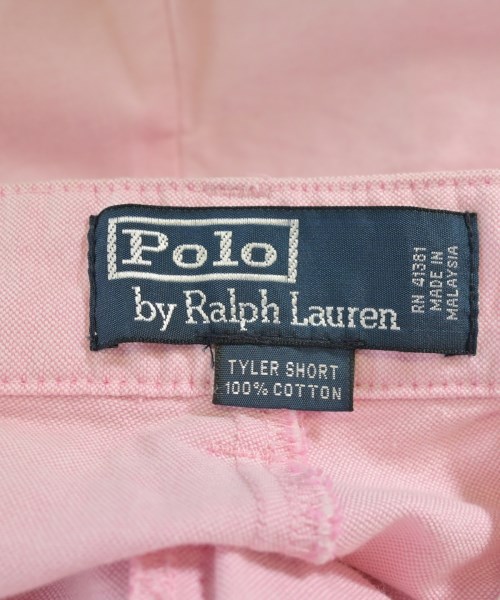 Polo
by Ralph Lauren
RN 41381
MADE IN
MALAYSIA
TYLER SHORT
100% COTTON